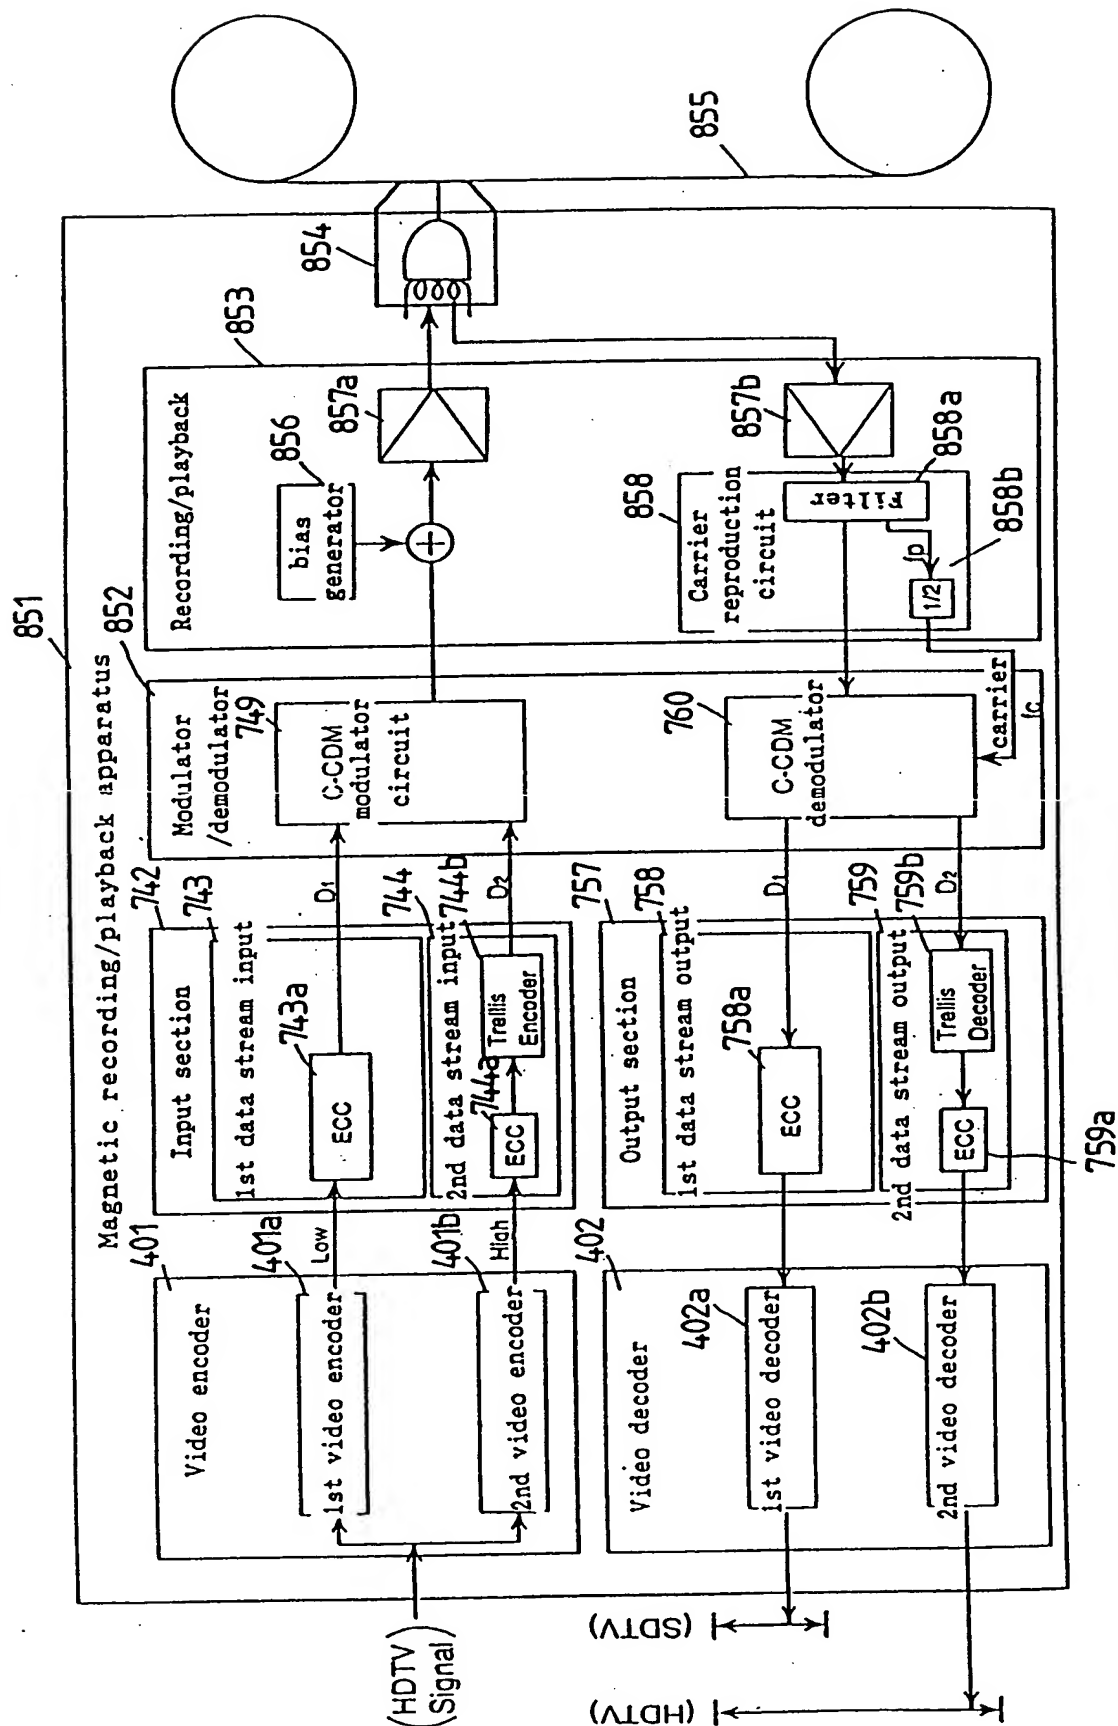 Magnetic recording/playback apparatus
851
(HDTV Signal)
401
Video encoder
401a
1st video encoder
Low
401b
2nd video encoder
High
742
Input section
743
1st data stream input
743a
ECC
D1
744
2nd data stream input
744a
ECC
744b
Trellis
Encoder
D2
852
Modulator
/demodulator
749
C-CDM
modulator
circuit
853
Recording/playback
856
bias
generator
+
857a
854
855
857b
858
Carrier
reproduction
circuit
858a
Filter
fp
858b
1/2
carrier
fc
760
C-CDM
demodulator
D1
D2
757
Output section
758
1st data stream output
758a
ECC
759
2nd data stream output
759b
Trellis
Decoder
ECC
759a
402
Video decoder
402a
1st video decoder
402b
2nd video decoder
(SDTV)
(HDTV)